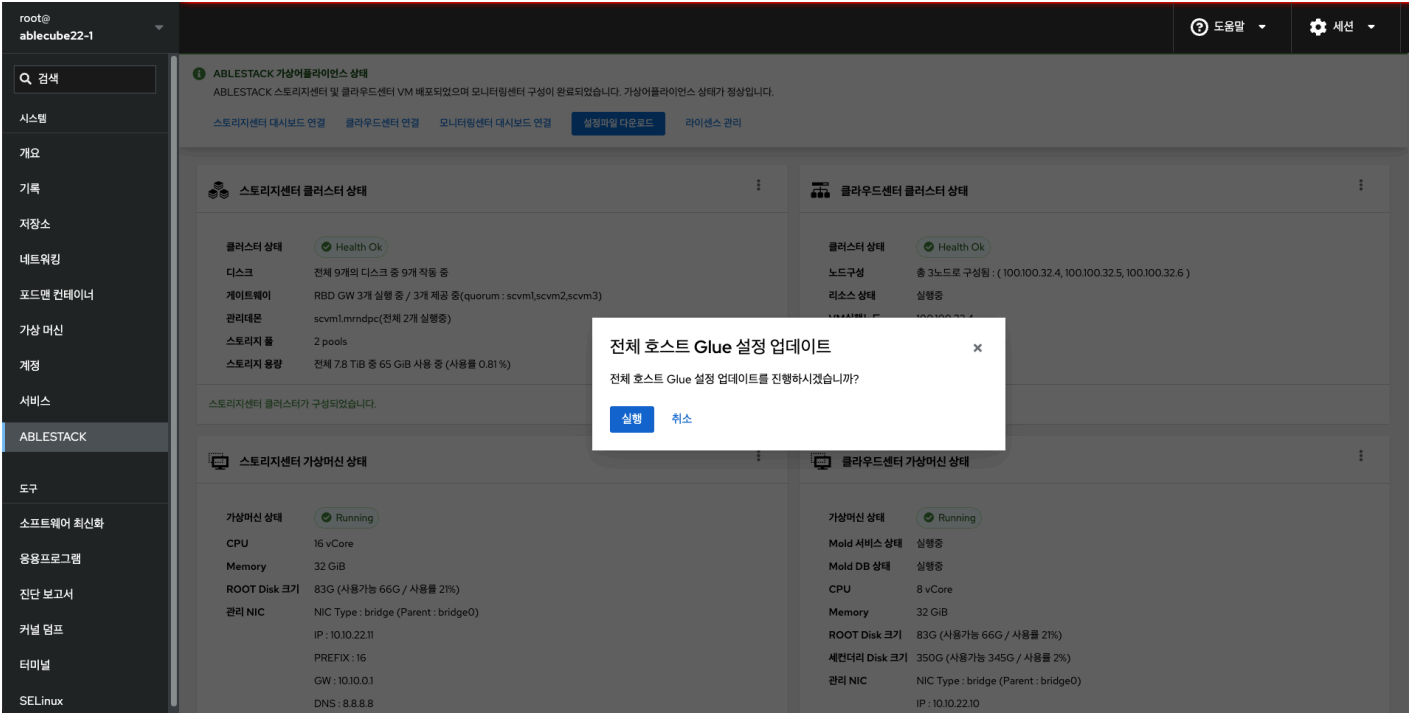 root@
ablecube22-1
도움말
세션
검색
시스템
개요
기록
저장소
네트워킹
포드맨 컨테이너
가상 머신
계정
서비스
ABLESTACK
도구
소프트웨어 최신화
응용프로그램
진단 보고서
커널 덤프
터미널
SELinux
ABLESTACK 가상어플라이언스 상태
ABLESTACK 스토리지센터 및 클라우드센터 VM 배포되었으며 모니터링센터 구성이 완료되었습니다. 가상어플라이언스 상태가 정상입니다.
스토리지센터 대시보드 연결 클라우드센터 연결 모니터링센터 대시보드 연결 설정파일 다운로드 라이센스 관리
스토리지센터 클러스터 상태
클러스터 상태 Health Ok
디스크 전체 9개의 디스크 중 9개 작동 중
게이트웨이 RBD GW 3개 실행 중 / 3개 제공 중(quorum : scvm1,scvm2,scvm3)
관리데몬 scvm1.mrndpc(전체 2개 실행중)
스토리지 풀 2 pools
스토리지 용량 전체 7.8 TiB 중 65 GiB 사용 중 (사용률 0.81%)
스토리지센터 클러스터가 구성되었습니다.
클라우드센터 클러스터 상태
클러스터 상태 Health Ok
노드구성 총 3노드로 구성됨 : ( 100.100.32.4, 100.100.32.5, 100.100.32.6 )
리소스 상태 실행중
전체 호스트 Glue 설정 업데이트
전체 호스트 Glue 설정 업데이트를 진행하시겠습니까?
실행 취소
스토리지센터 가상머신 상태
가상머신 상태 Running
CPU 16 vCore
Memory 32 GiB
ROOT Disk 크기 83G (사용가능 66G / 사용률 21%)
관리 NIC NIC Type : bridge (Parent : bridge0)
IP : 10.10.22.11
PREFIX : 16
GW : 10.10.0.1
DNS : 8.8.8.8
클라우드센터 가상머신 상태
가상머신 상태 Running
Mold 서비스 상태 실행중
Mold DB 상태 실행중
CPU 8 vCore
Memory 32 GiB
ROOT Disk 크기 83G (사용가능 66G / 사용률 21%)
세컨더리 Disk 크기 350G (사용가능 345G / 사용률 2%)
관리 NIC NIC Type : bridge (Parent : bridge0)
IP : 10.10.22.10